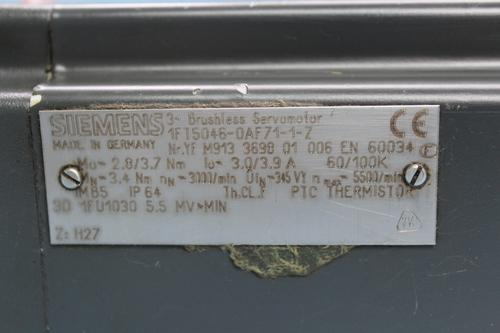 SIEMENS 3~ Brushless Servomotor
1FT5046-0AF71-1-Z
MADE IN GERMANY Nr.YF M913 3698 01 006 EN 60034
CE
Mo= 2.8/3.7 Nm Io= 3.0/3.9 A 60/100K
MN=3.4 Nm nN=3000/min UiN=345 VY n max= 5500/min
IMB5 IP 64 Th.CL.F PTC THERMISTOR
3D 1FU1030 5.5 MV>MIN
Z: H27